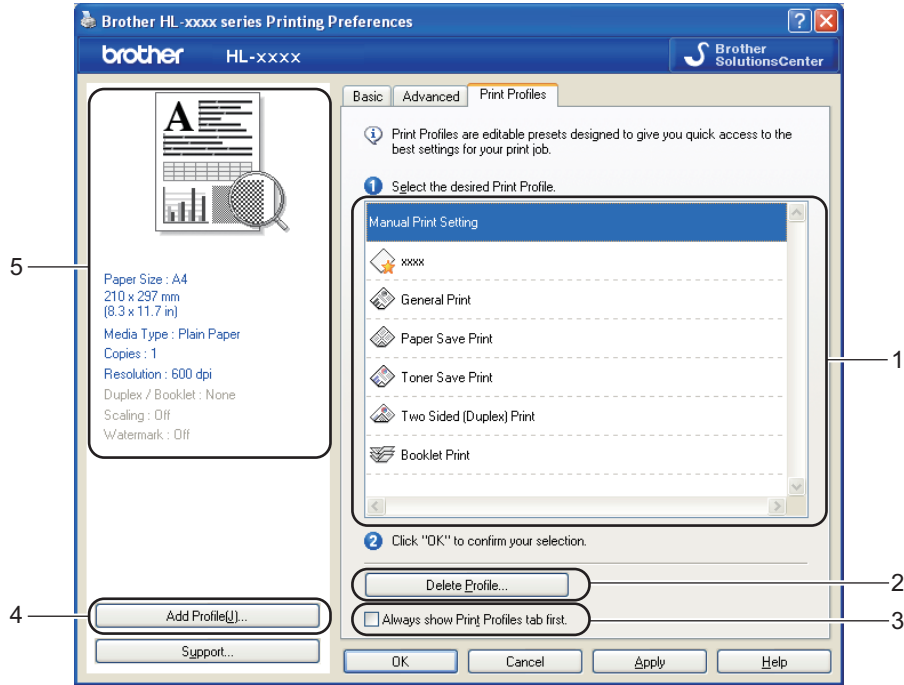 Brother HL-xxxx series Printing Preferences
brother HL-xxxx
Brother
SolutionsCenter
Basic Advanced Print Profiles
Print Profiles are editable presets designed to give you quick access to the
best settings for your print job.
1 Select the desired Print Profile.
Manual Print Setting
xxxx
General Print
Paper Save Print
Toner Save Print
Two Sided (Duplex) Print
Booklet Print
2 Click "OK" to confirm your selection.
Delete Profile...
Always show Print Profiles tab first.
A
Paper Size : A4
210 x 297 mm
(8.3 x 11.7 in)
Media Type : Plain Paper
Copies : 1
Resolution : 600 dpi
Duplex / Booklet : None
Scaling : Off
Watermark : Off
Add Profile(J)...
Support...
OK Cancel Apply Help
1
2
3
4
5